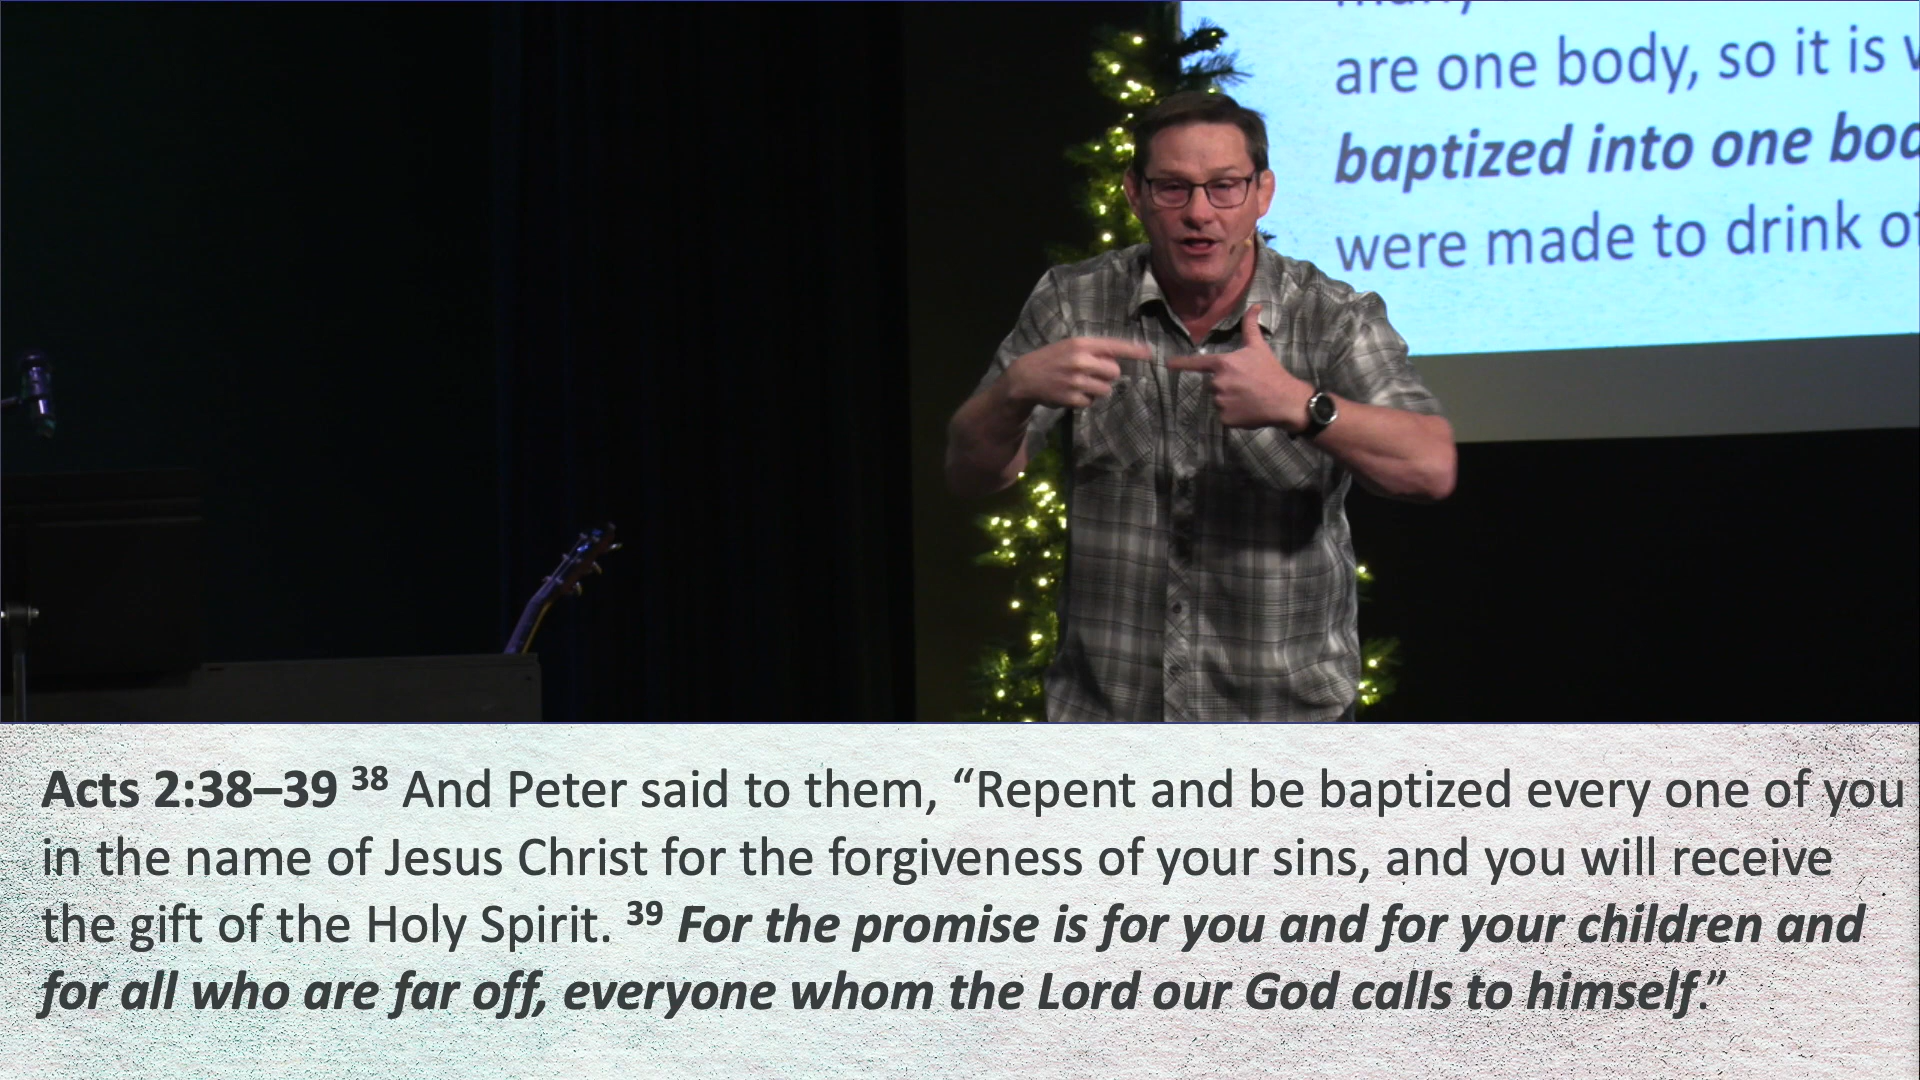 are one body, so it is
baptized into one
were made to drink
Acts 2:38–39 38 And Peter said to them, “Repent and be baptized every one of you
in the name of Jesus Christ for the forgiveness of your sins, and you will receive
the gift of the Holy Spirit. 39 For the promise is for you and for your children and
for all who are far off, everyone whom the Lord our God calls to himself.”